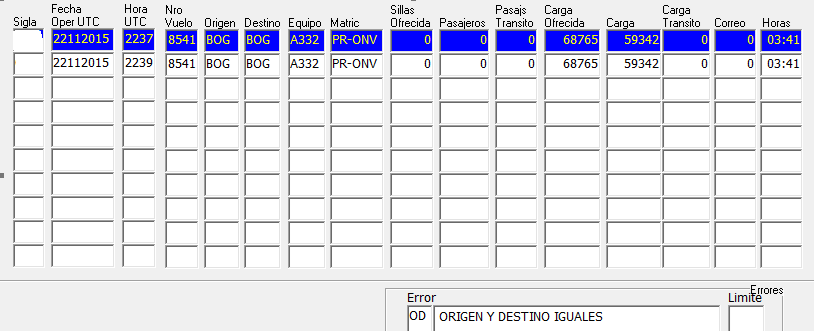 Sigla Fecha Oper UTC Hora UTC Nro Vuelo Origen Destino Equipo Matric Sillas Ofrecida Pasajeros Pasajs Transito Carga Ofrecida Carga Carga Transito Correo Horas
22112015 2237 8541 BOG BOG A332 PR-ONV 0 0 0 68765 59342 0 0 03:41
22112015 2239 8541 BOG BOG A332 PR-ONV 0 0 0 68765 59342 0 0 03:41
Errores
Error Limite
OD ORIGEN Y DESTINO IGUALES